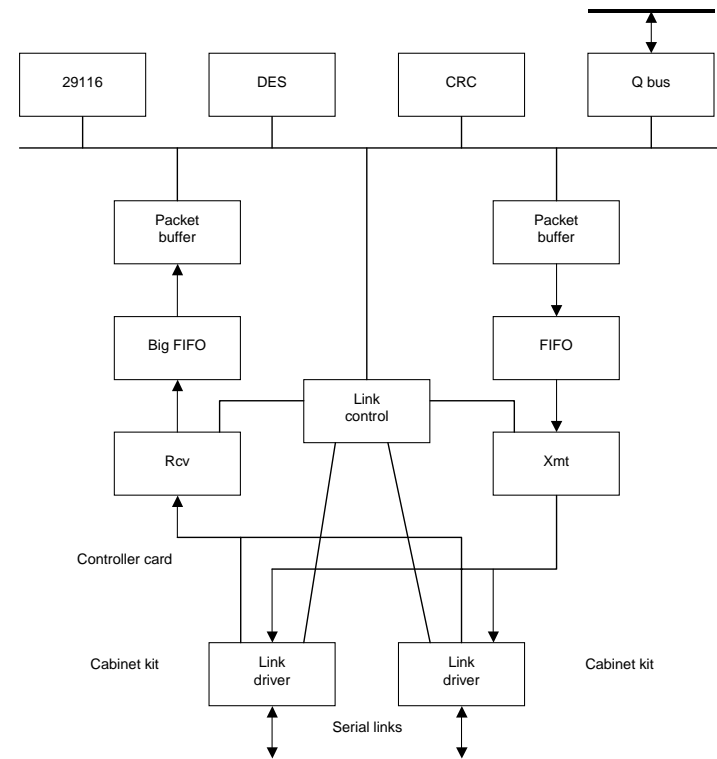 29116
DES
CRC
Q bus
Packet
buffer
Packet
buffer
Big FIFO
FIFO
Link
control
Rcv
Xmt
Controller card
Cabinet kit
Link
driver
Link
driver
Cabinet kit
Serial links